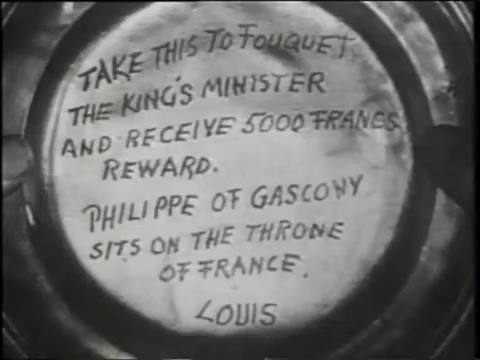 TAKE THIS TO FOUQUET
THE KING'S MINISTER
AND RECEIVE 5000 FRANCS
REWARD.
PHILIPPE OF GASCONY
SITS ON THE THRONE
OF FRANCE.
LOUIS